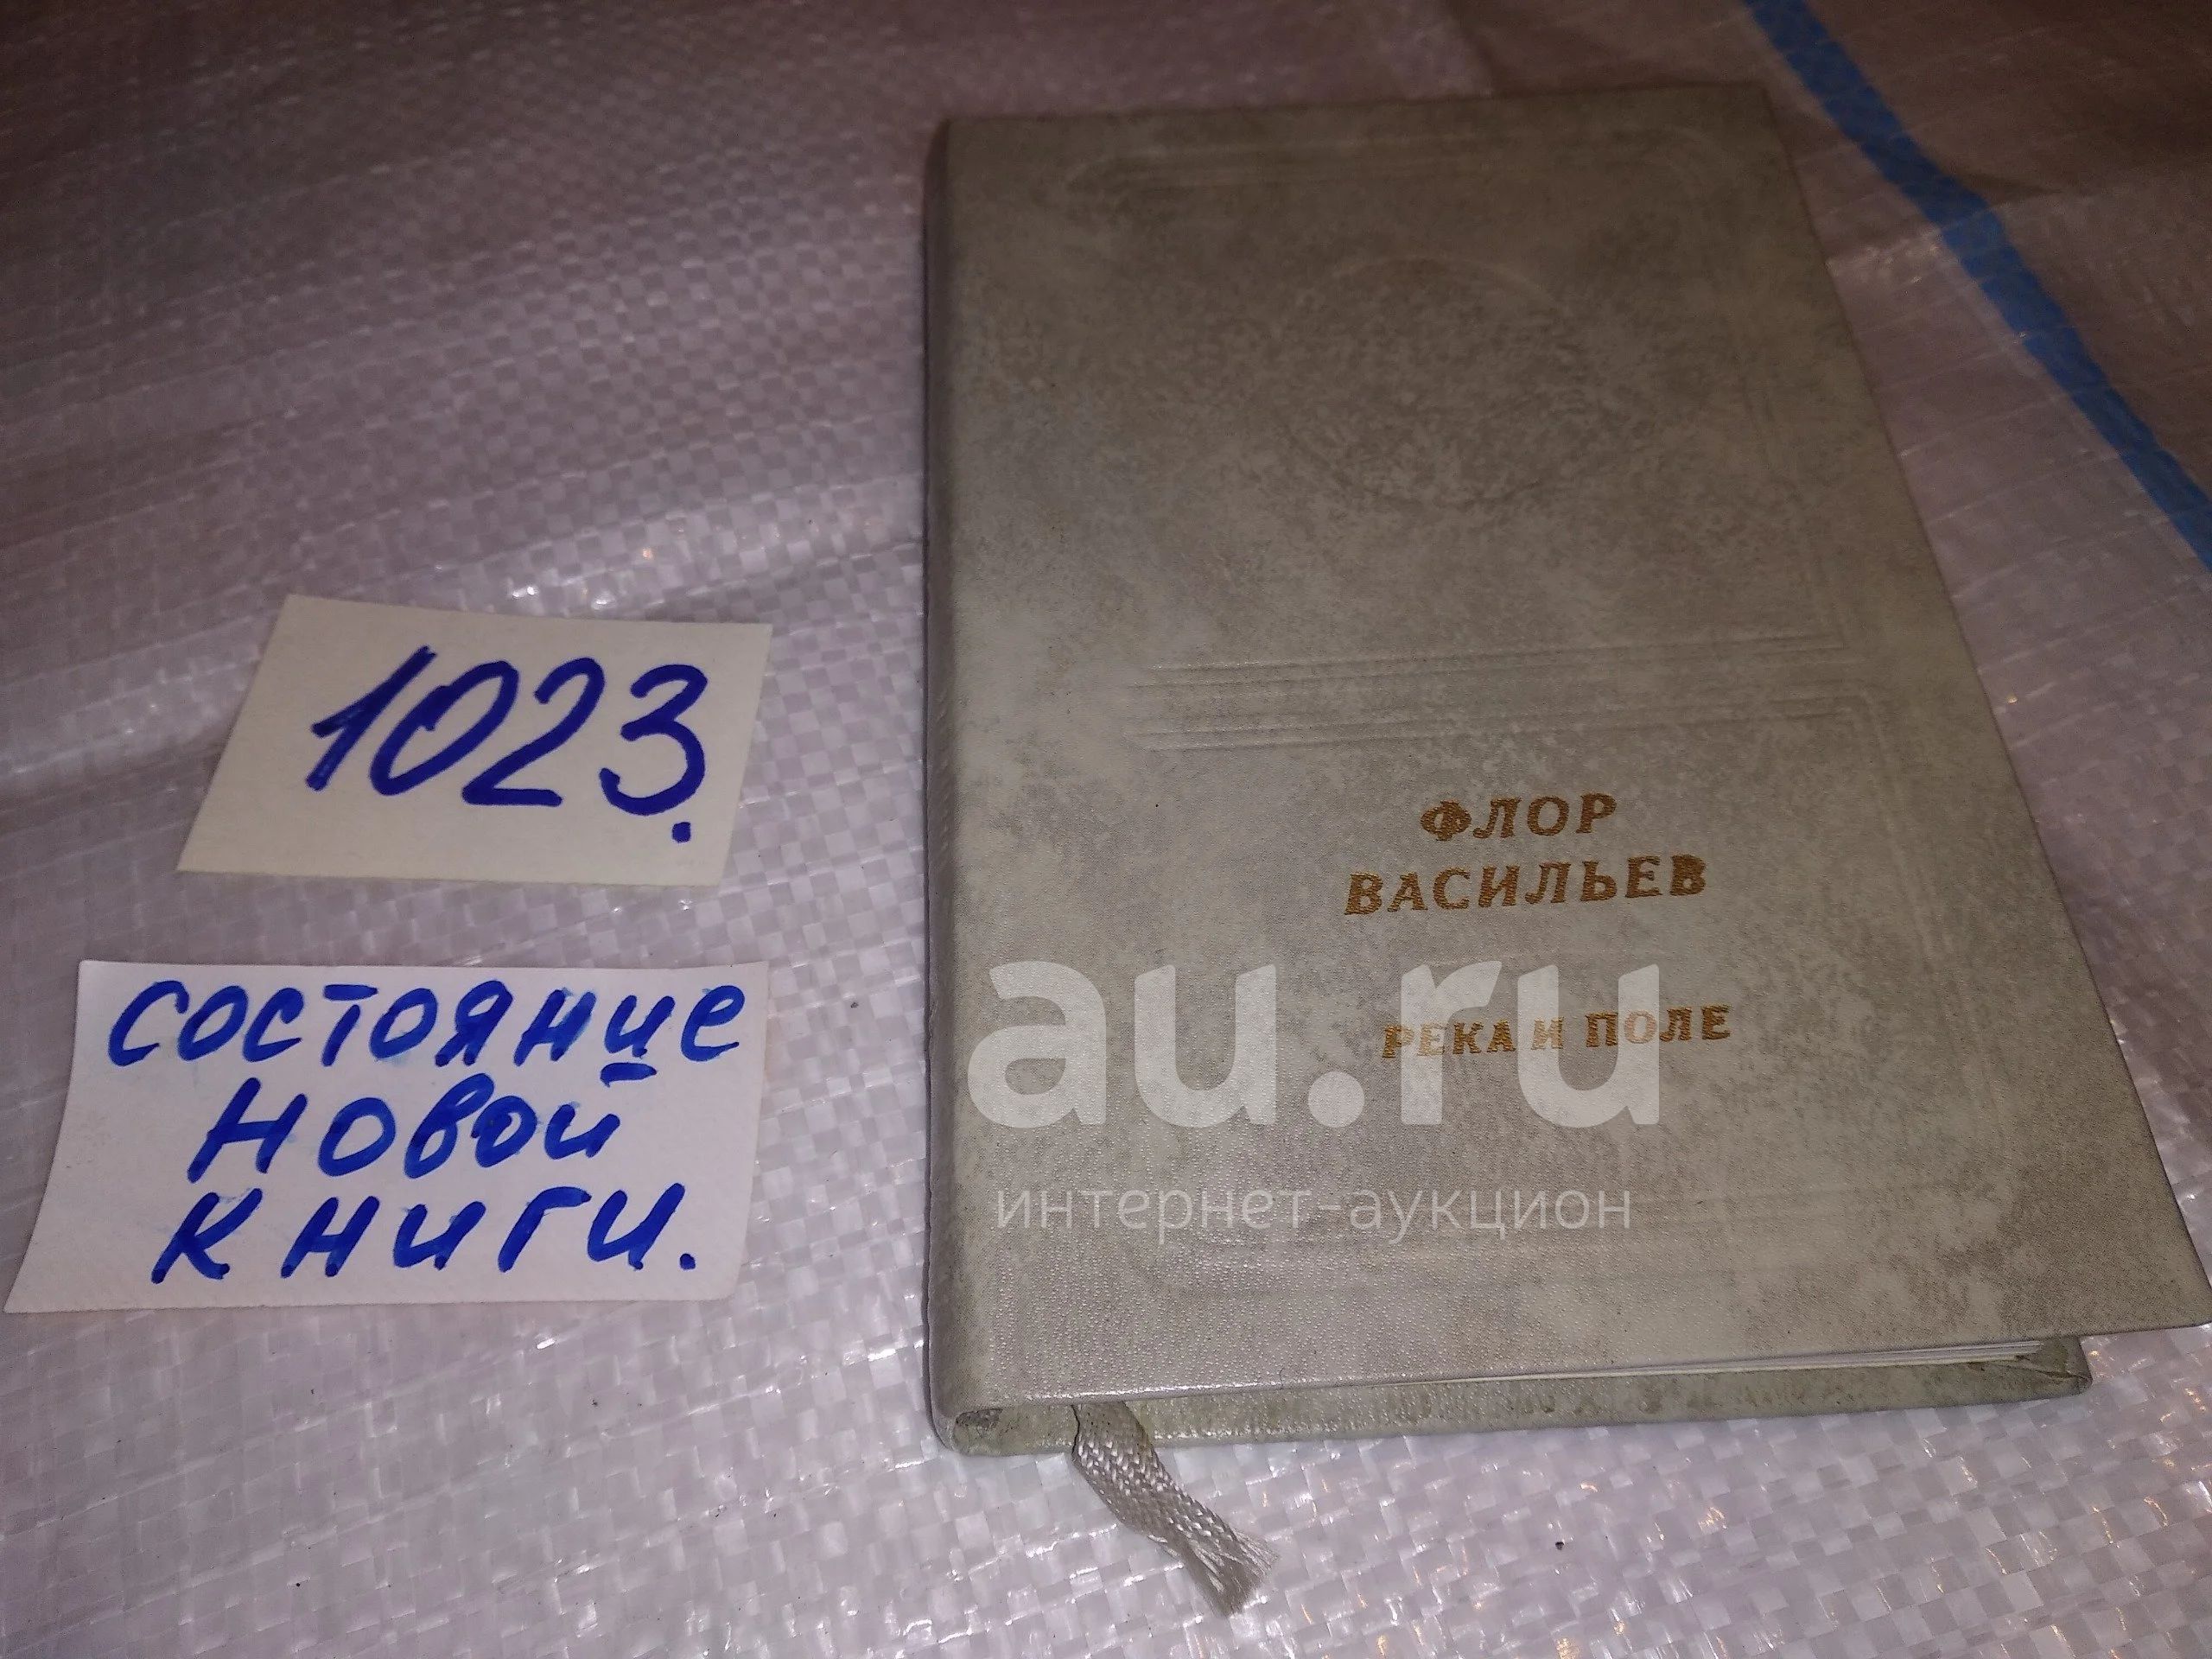 1023.
состояние
новой
книги.
ФЛОР
ВАСИЛЬЕВ
РЕКА И ПОЛЕ
au.ru
интернет-аукцион